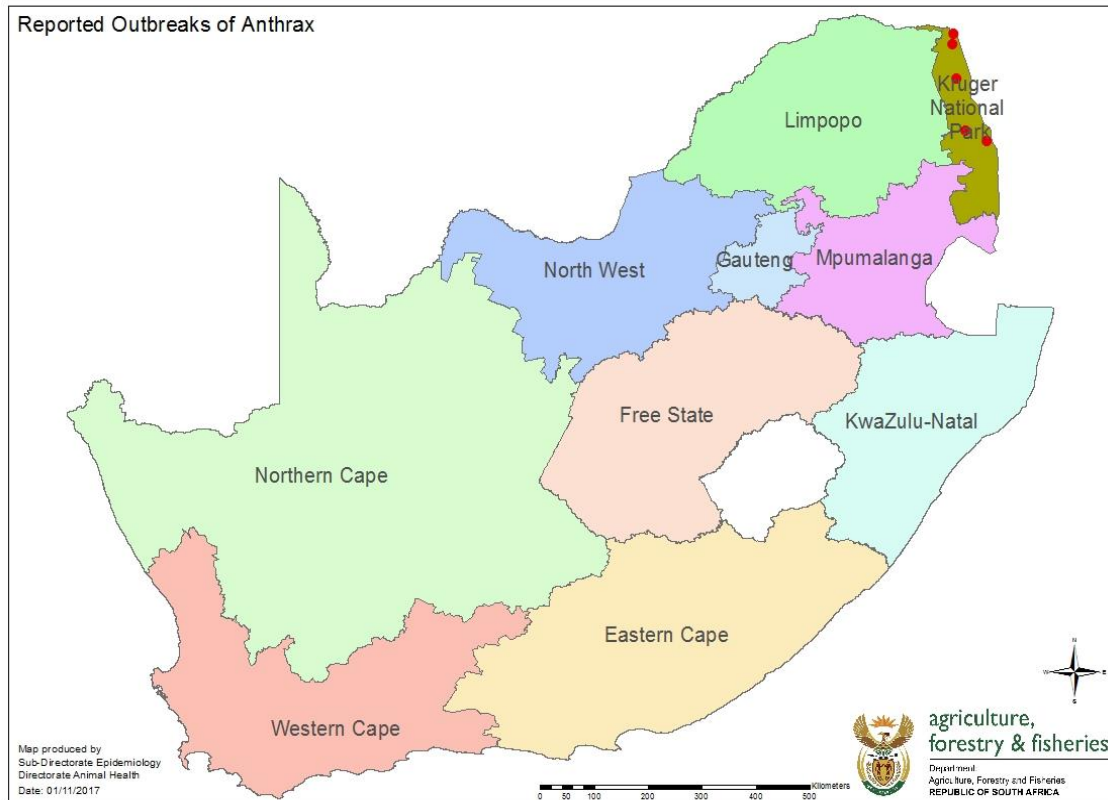 Reported Outbreaks of Anthrax
Kruger
National
Park
Limpopo
North West
Gauteng
Mpumalanga
Free State
KwaZulu-Natal
Northern Cape
Eastern Cape
Western Cape
N
W
E
S
Map produced by
Sub-Directorate Epidemiology
Directorate Animal Health
Date: 01/11/2017
Kilometers
0 50 100 200 300 400 500
agriculture,
forestry & fisheries
Department:
Agriculture, Forestry and Fisheries
REPUBLIC OF SOUTH AFRICA